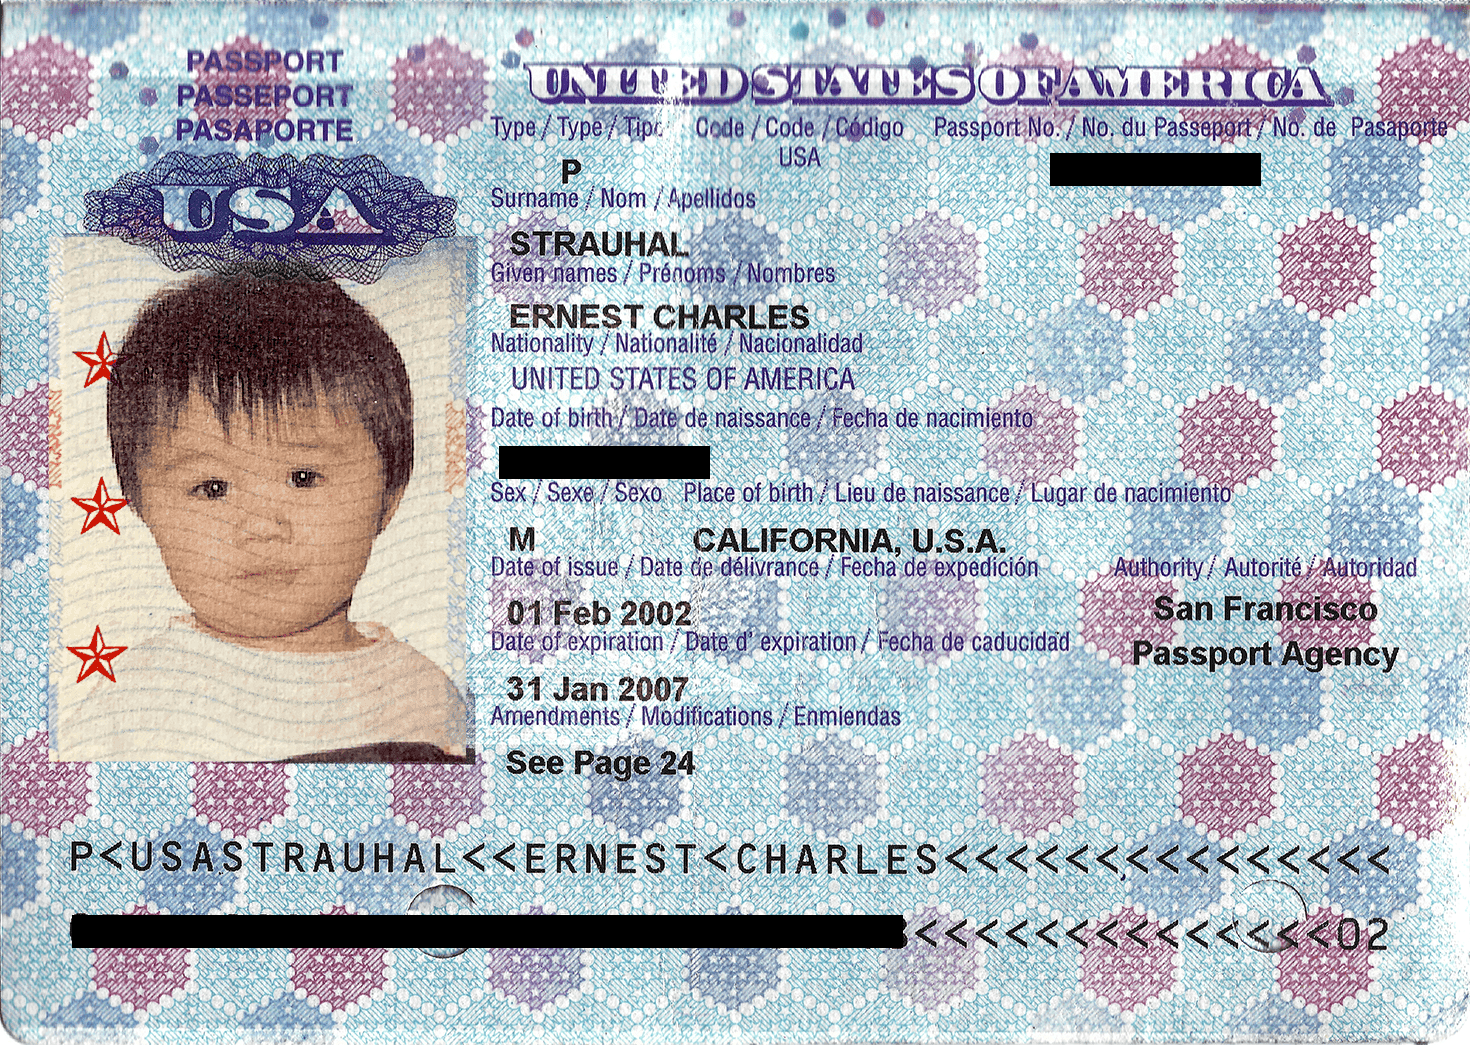 PASSPORT
PASSEPORT
PASAPORTE
USA
UNITED STATES OF AMERICA
Type / Type / Tipo Code / Code / Código Passport No. / No. du Passeport / No. de Pasaporte
P USA
Surname / Nom / Apellidos
STRAUHAL
Given names / Prénoms / Nombres
ERNEST CHARLES
Nationality / Nationalité / Nacionalidad
UNITED STATES OF AMERICA
Date of birth / Date de naissance / Fecha de nacimiento
Sex / Sexe / Sexo Place of birth / Lieu de naissance / Lugar de nacimiento
M CALIFORNIA, U.S.A.
Date of issue / Date de délivrance / Fecha de expedición Authority / Autorité / Autoridad
01 Feb 2002 San Francisco
Date of expiration / Date d' expiration / Fecha de caducidad
Passport Agency
31 Jan 2007
Amendments / Modifications / Enmiendas
See Page 24
P<USASTRAUHAL<<ERNEST<CHARLES<<<<<<<<<<<<<<<
<<<<<<<<<<<<<<02